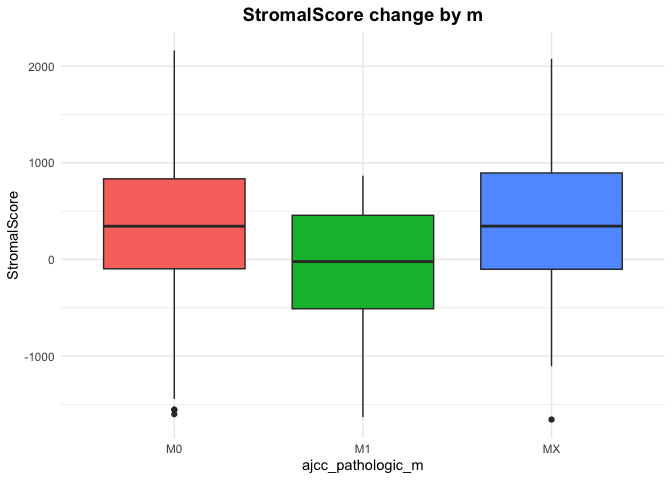 StromalScore change by m
StromalScore
2000
1000
0
-1000
M0 M1 MX
ajcc_pathologic_m